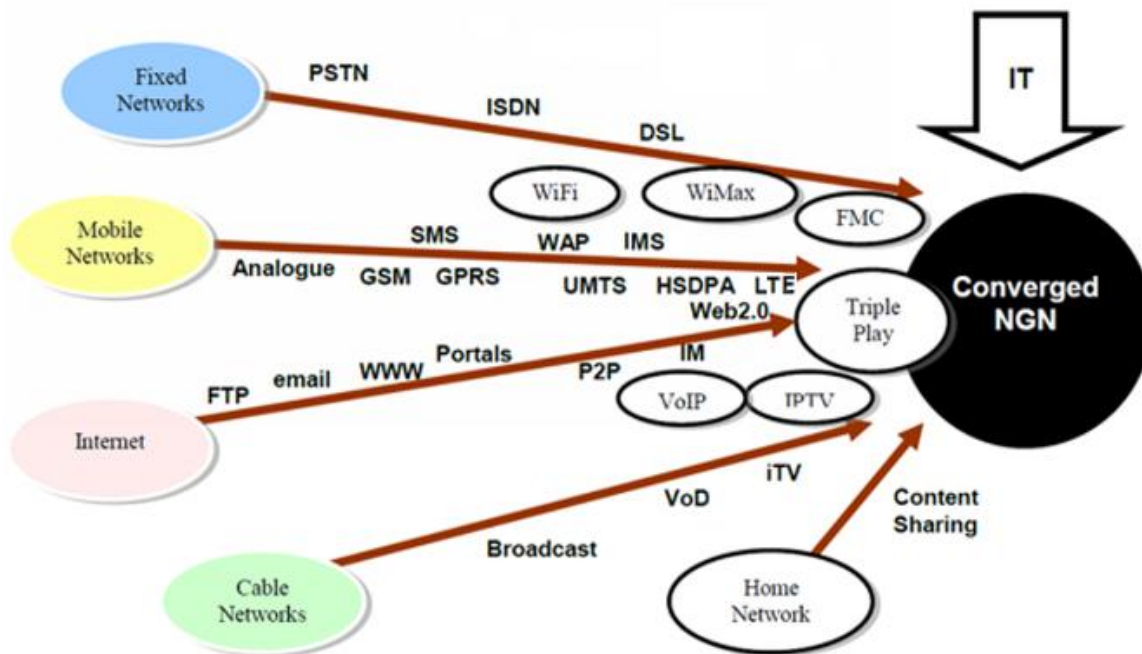 Fixed
Networks
PSTN
ISDN
DSL
IT
WiFi
WiMax
FMC
Mobile
Networks
SMS
WAP
IMS
Analogue
GSM
GPRS
UMTS
HSDPA
LTE
Web2.0
Triple
Play
Converged
NGN
Portals
IM
WWW
P2P
email
FTP
VoIP
IPTV
Internet
iTV
VoD
Content
Sharing
Broadcast
Cable
Networks
Home
Network